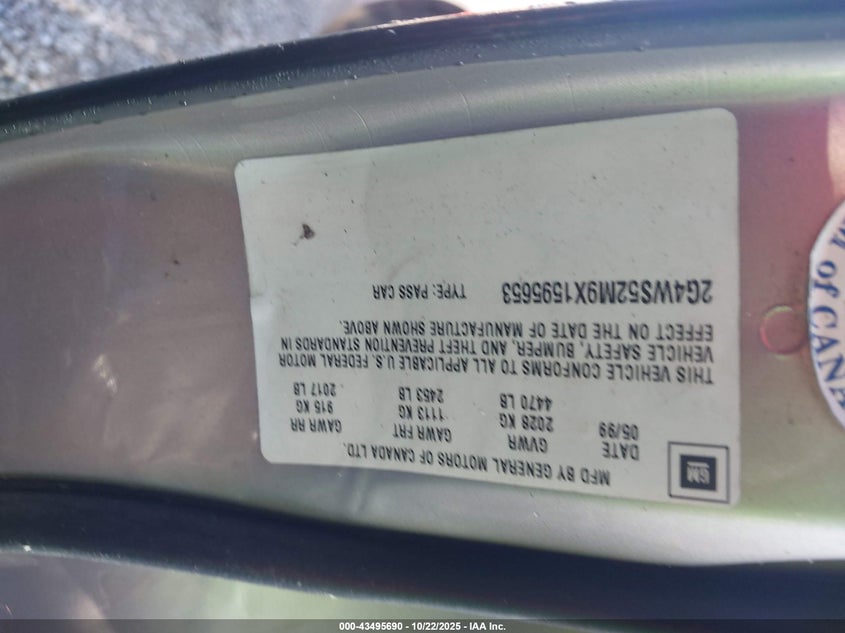 GM
MFD BY GENERAL MOTORS OF CANADA LTD.
DATE GVWR GAWR FRT GAWR RR
05/99 2028 KG 1113 KG 915 KG
4470 LB 2453 LB 2017 LB
THIS VEHICLE CONFORMS TO ALL APPLICABLE U.S. FEDERAL MOTOR
VEHICLE SAFETY, BUMPER, AND THEFT PREVENTION STANDARDS IN
EFFECT ON THE DATE OF MANUFACTURE SHOWN ABOVE.
2G4WS52M9X1595653 TYPE: PASS CAR
of CANA
000-43495690 - 10/22/2025 - IAA Inc.